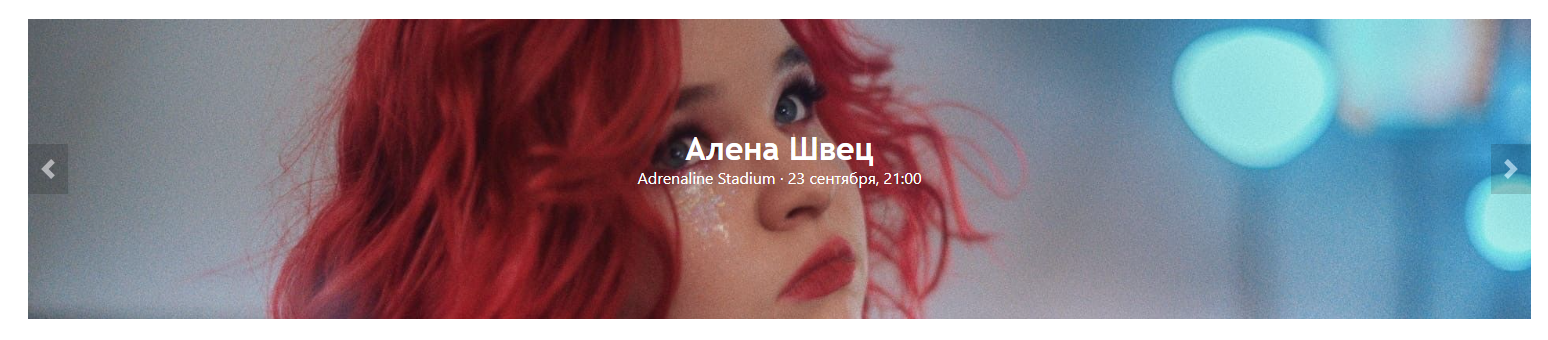 Алена Швец
Adrenaline Stadium · 23 сентября, 21:00